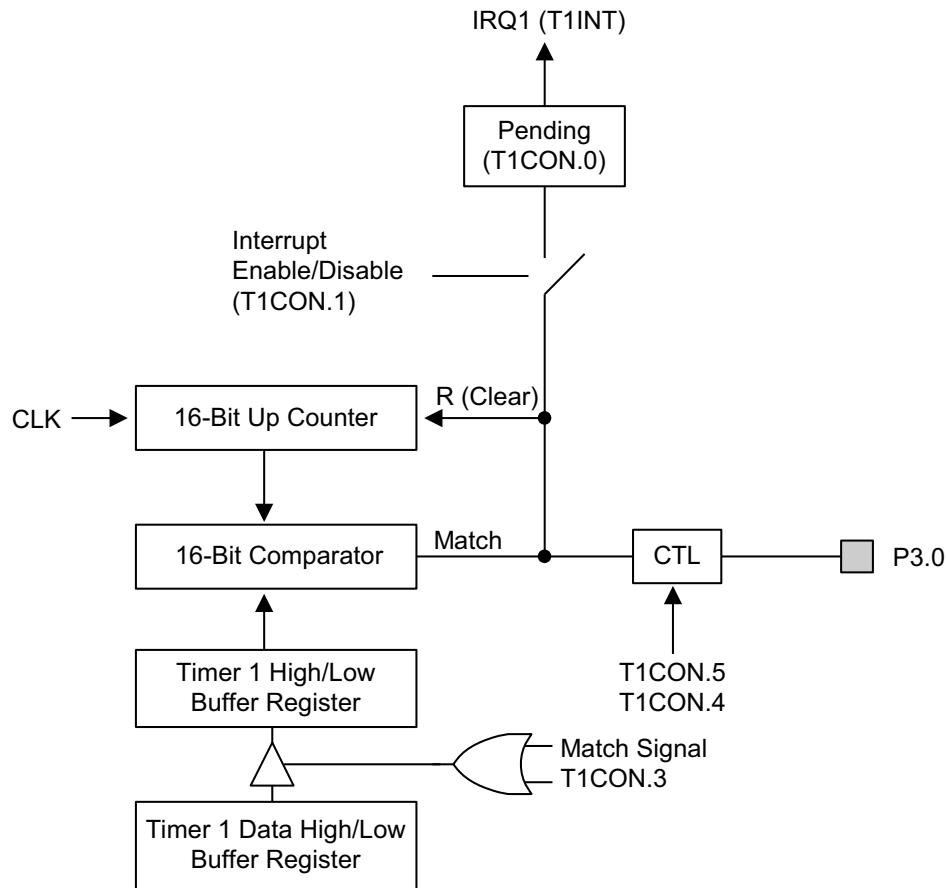 IRQ1 (T1INT)
Pending
(T1CON.0)
Interrupt
Enable/Disable
(T1CON.1)
R (Clear)
CLK
16-Bit Up Counter
16-Bit Comparator
Match
CTL
P3.0
Timer 1 High/Low
Buffer Register
T1CON.5
T1CON.4
Match Signal
T1CON.3
Timer 1 Data High/Low
Buffer Register